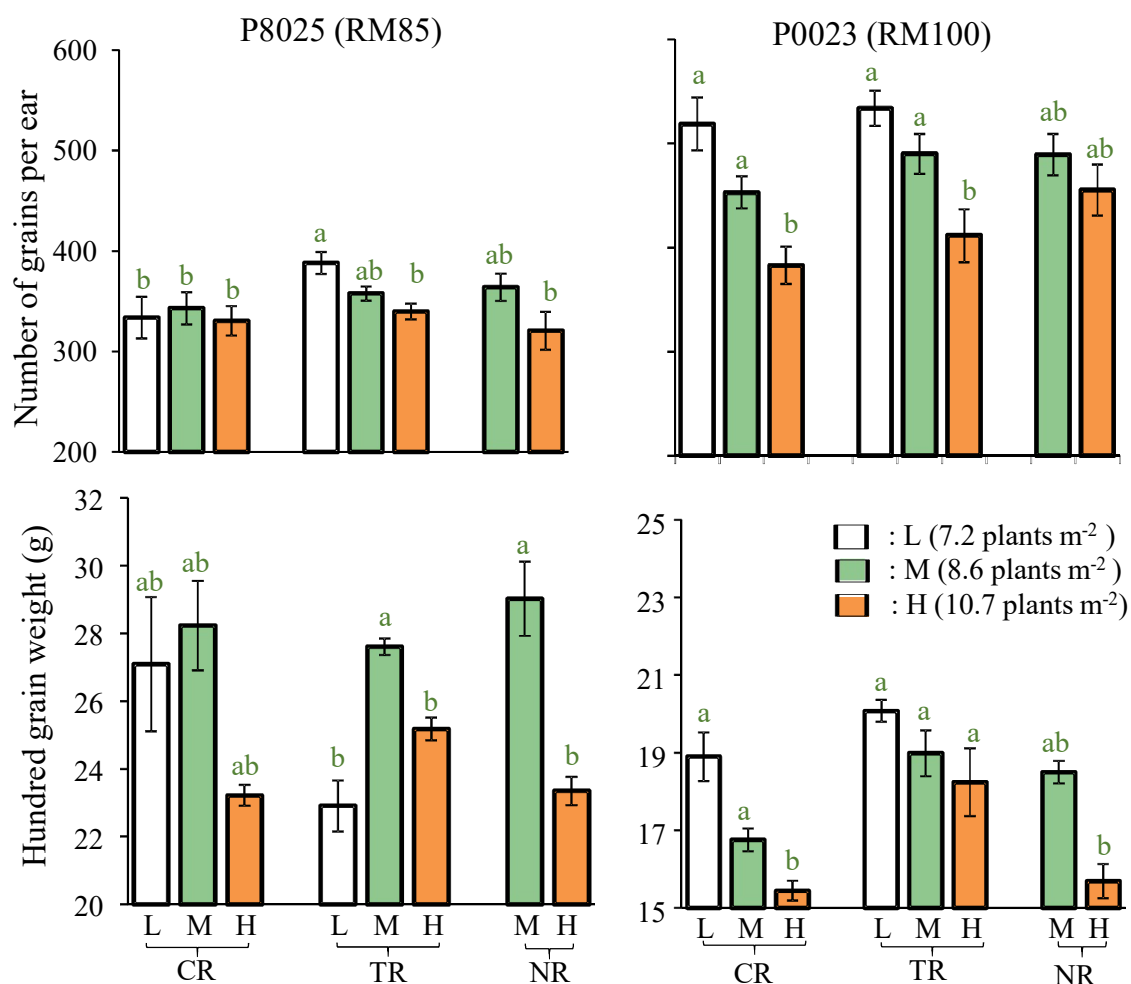 P8025 (RM85)
P0023 (RM100)
Number of grains per ear
600
500
400
300
200
b
b
b
a
ab
b
ab
b
a
a
b
a
a
b
ab
ab
Hundred grain weight (g)
32
30
28
26
24
22
20
ab
ab
ab
b
a
b
a
b
L
M
H
L
M
H
M
H
CR
TR
NR
25
23
21
19
17
15
: L (7.2 plants m-2 )
: M (8.6 plants m-2 )
: H (10.7 plants m-2)
a
a
b
a
a
a
ab
b
L
M
H
L
M
H
M
H
CR
TR
NR